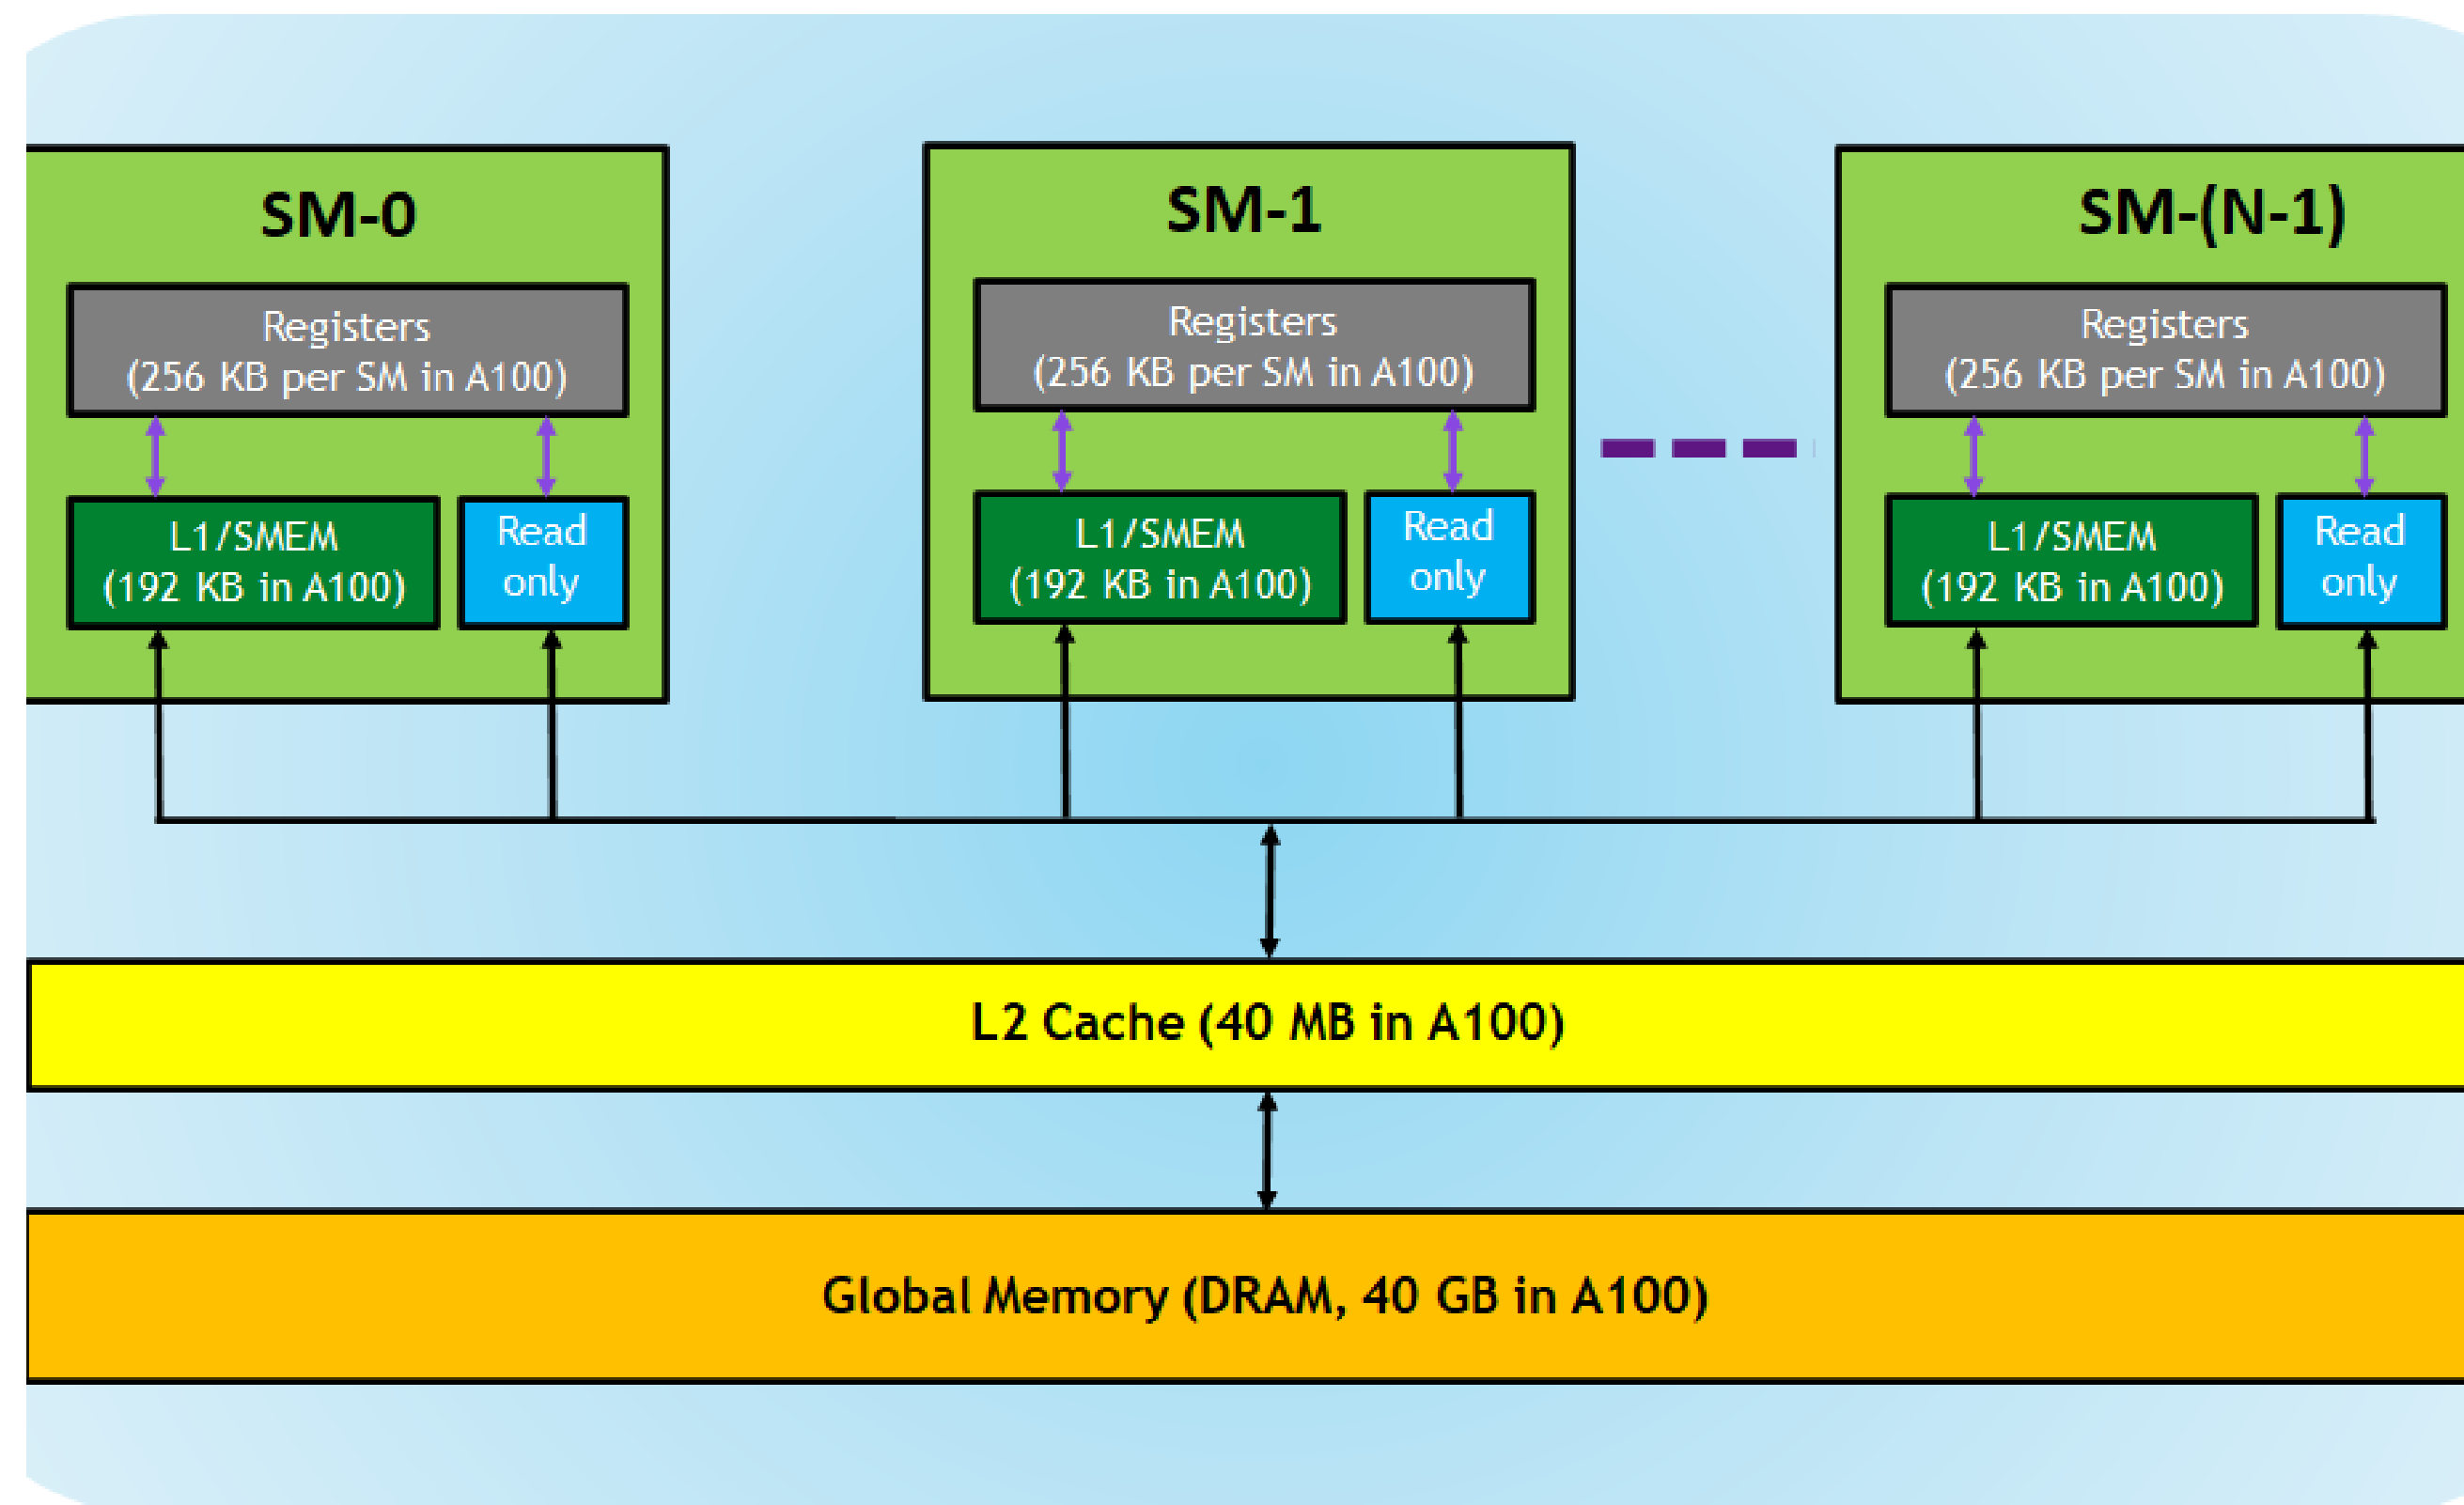 SM-0
Registers
(256 KB per SM in A100)
L1/SMEM
(192 KB in A100)
Read
only
SM-1
Registers
(256 KB per SM in A100)
L1/SMEM
(192 KB in A100)
Read
only
SM-(N-1)
Registers
(256 KB per SM in A100)
L1/SMEM
(192 KB in A100)
Read
only
L2 Cache (40 MB in A100)
Global Memory (DRAM, 40 GB in A100)